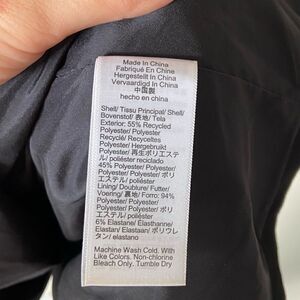 Made In China
Fabriqué En Chine
Hergestellt In China
Vervaardigd In China
中国製
hecho en china
Shell/ Tissu Principal/ Shell/
Bovenstof/ 表地/ Tela
Exterior: 55% Recycled
Polyester/ Polyester
Recyclé/ Recyceltes
Polyester/ Hergebruikt
Polyester/ 再生ポリエステ
ル/ poliéster reciclado
45% Polyester/ Polyester/
Polyester/ Polyester/ ポリ
エステル/ poliéster
Lining/ Doublure/ Futter/
Voering/ 裏地/ Forro: 94%
Polyester/ Polyester/
Polyester/ Polyester/ ポリ
エステル/ poliéster
6% Elastane/ Élasthanne/
Elastan/ Elastaan/ ポリウレ
タン/ elastano
Machine Wash Cold. With
Like Colors. Non-chlorine
Bleach Only. Tumble Dry